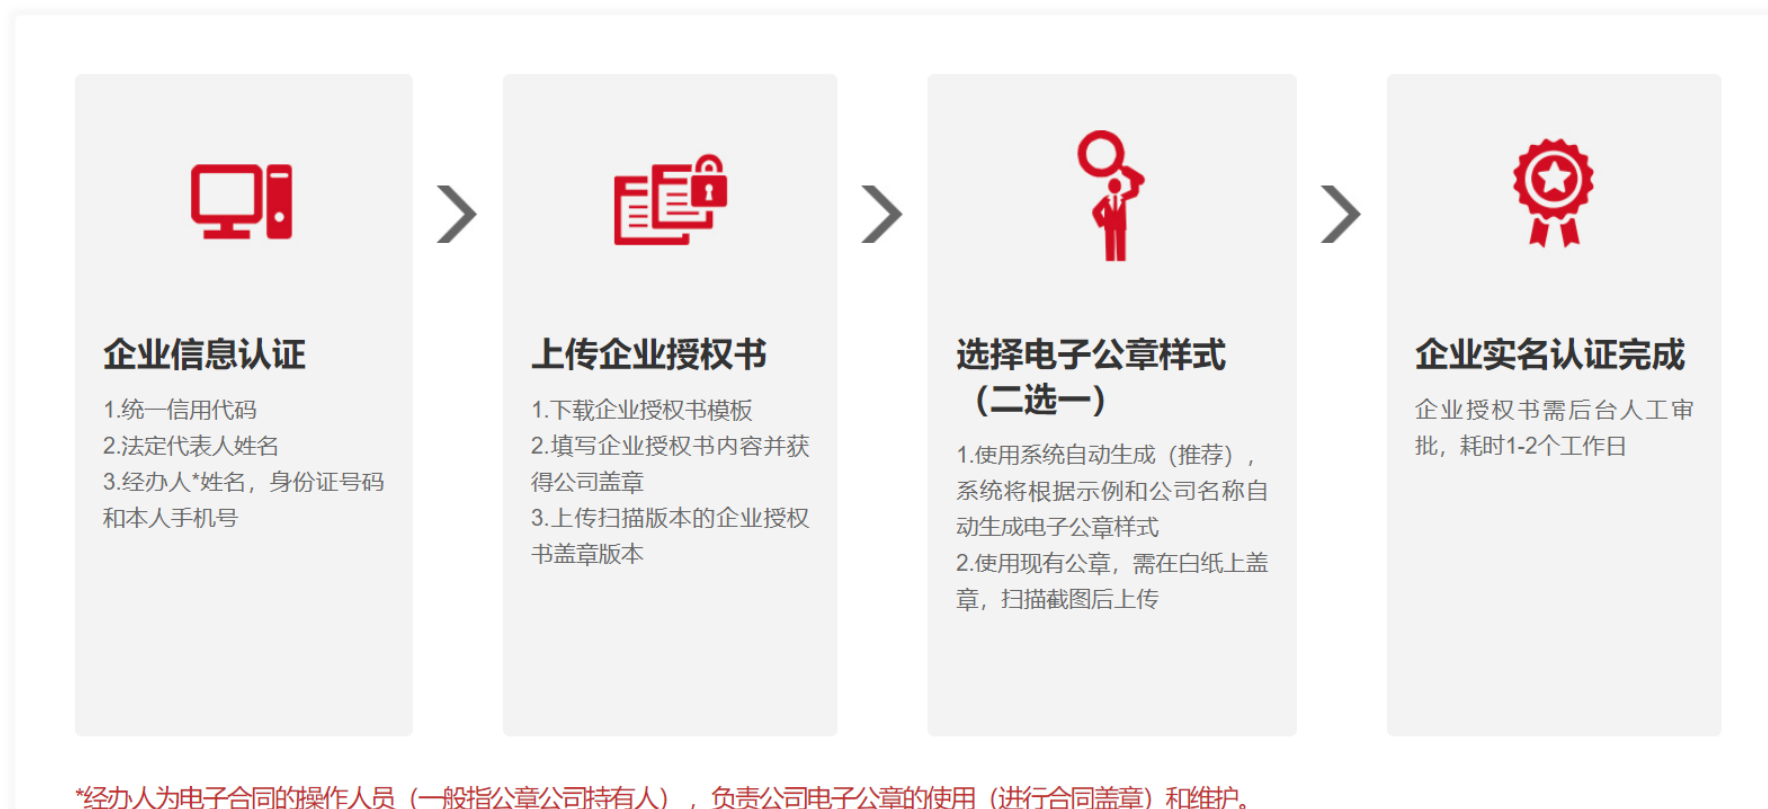 企业信息认证
1.统一信用代码
2.法定代表人姓名
3.经办人*姓名，身份证号码
和本人手机号
上传企业授权书
1.下载企业授权书模板
2.填写企业授权书内容并获
得公司盖章
3.上传扫描版本的企业授权
书盖章版本
选择电子公章样式
（二选一）
1.使用系统自动生成（推荐），
系统将根据示例和公司名称自
动生成电子公章样式
2.使用现有公章，需在白纸上盖
章，扫描截图后上传
企业实名认证完成
企业授权书需后台人工审
批，耗时1-2个工作日
*经办人为电子合同的操作人员（一般指公章公司持有人），负责公司电子公章的使用（进行合同盖章）和维护。